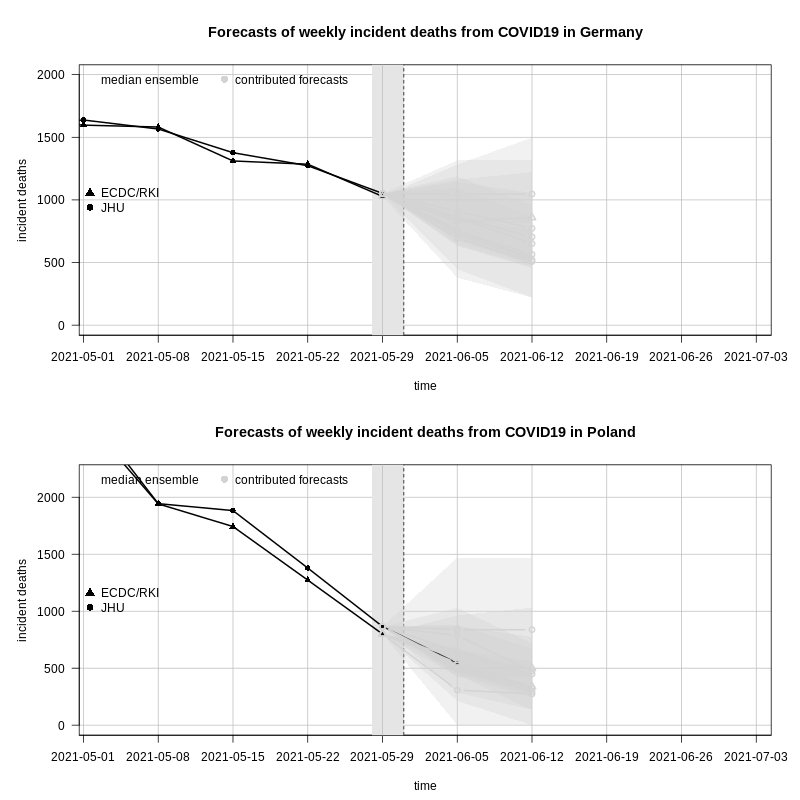 Forecasts of weekly incident deaths from COVID19 in Germany
median ensemble contributed forecasts
2000
1500
1000
500
0
incident deaths
ECDC/RKI
JHU
2021-05-01 2021-05-08 2021-05-15 2021-05-22 2021-05-29 2021-06-05 2021-06-12 2021-06-19 2021-06-26 2021-07-03
time
Forecasts of weekly incident deaths from COVID19 in Poland
median ensemble contributed forecasts
2000
1500
1000
500
0
incident deaths
ECDC/RKI
JHU
2021-05-01 2021-05-08 2021-05-15 2021-05-22 2021-05-29 2021-06-05 2021-06-12 2021-06-19 2021-06-26 2021-07-03
time